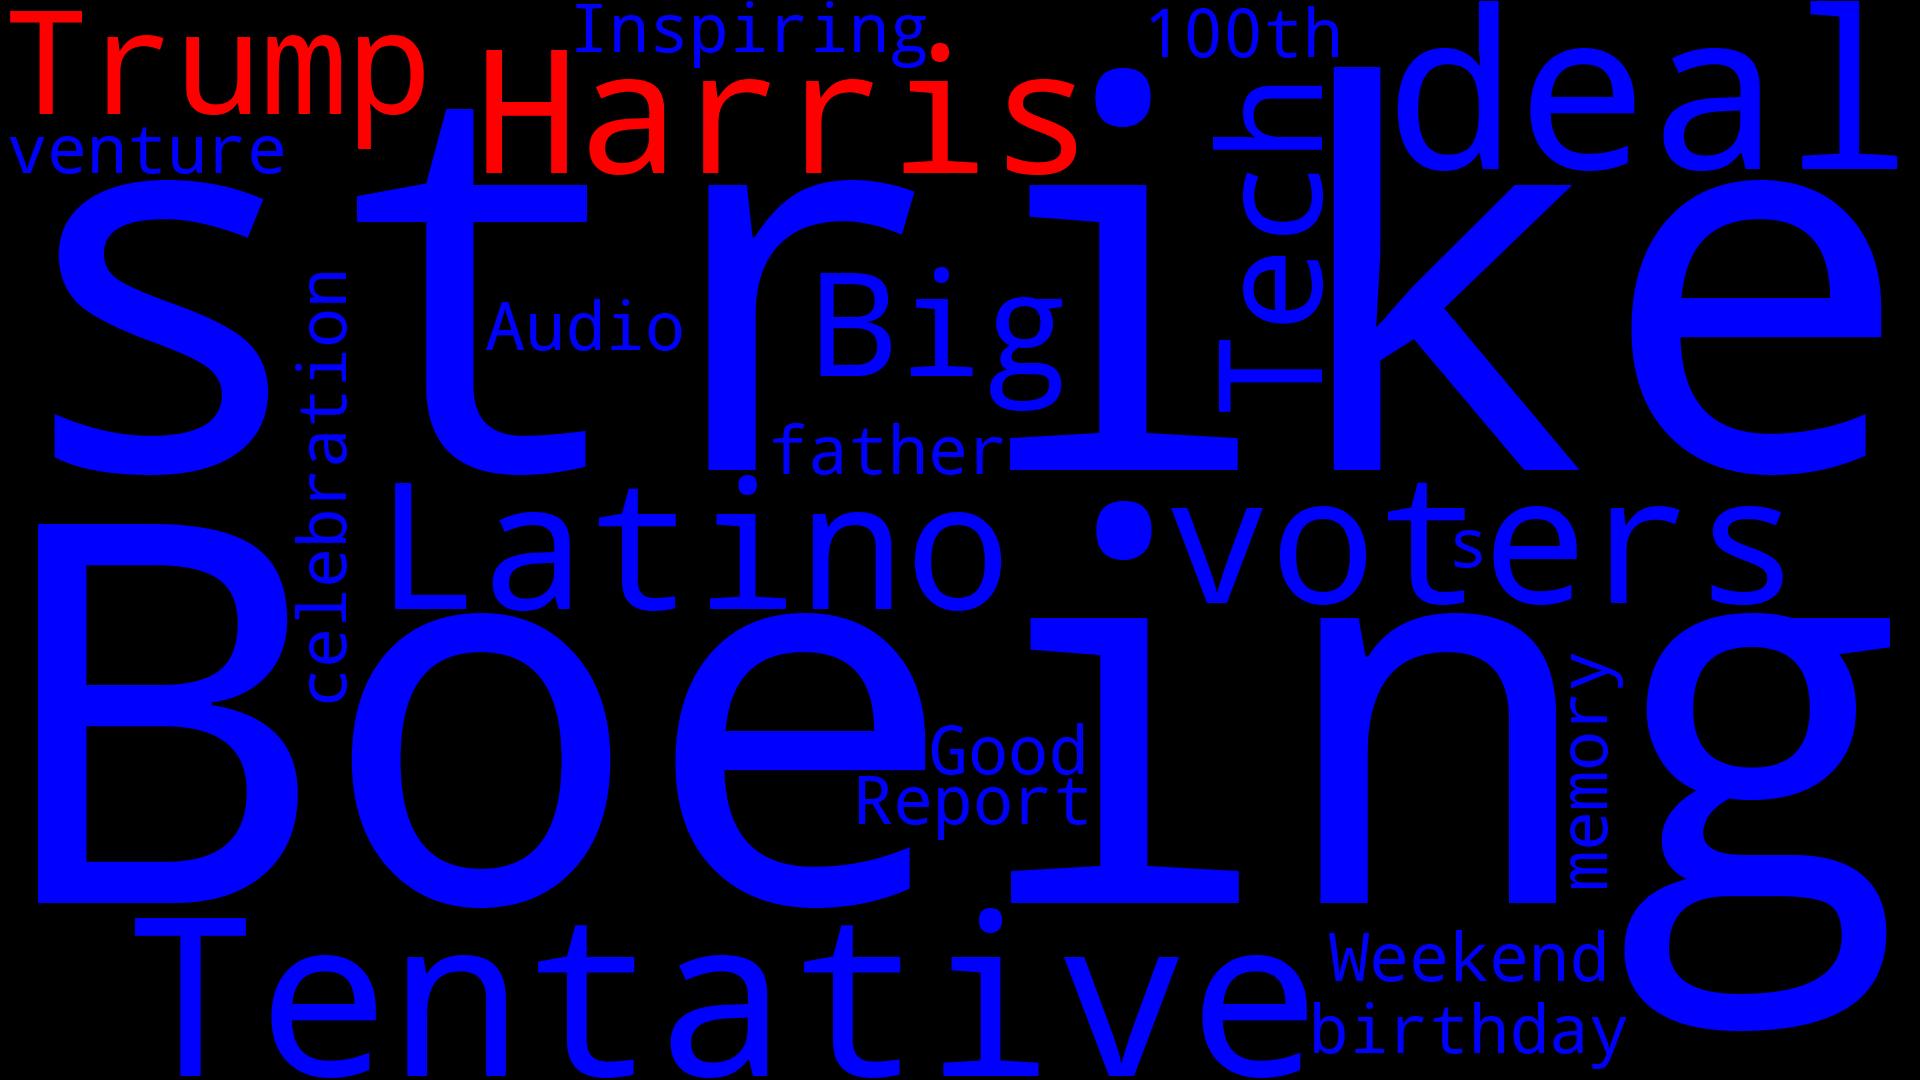 Trump
Inspiring
100th
deal
Harris
venture
Tech
strike
Audio
Big
celebration
father
Latino
voters
s
Boeing
Good
Report
memory
Tentative
Weekend
birthday